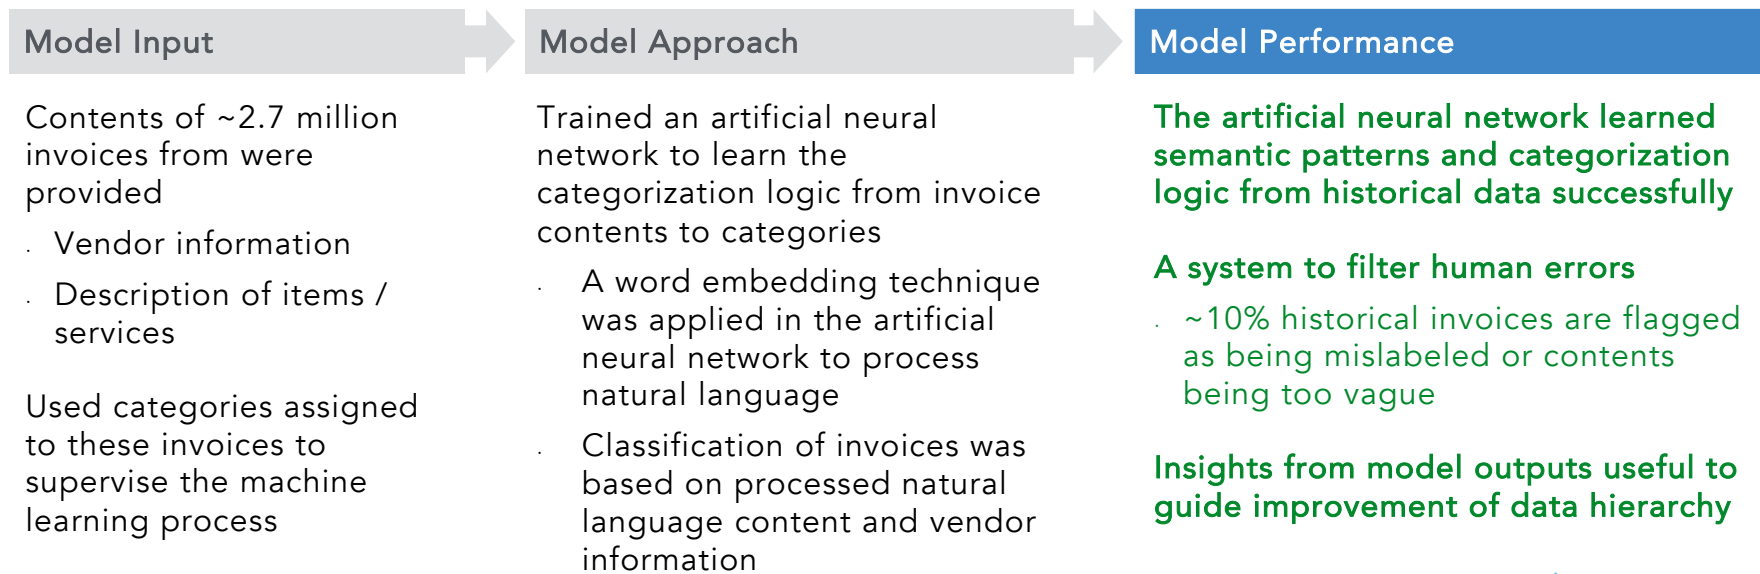 Model Input
Contents of ~2.7 million
invoices from were
provided
. Vendor information
. Description of items /
services
Used categories assigned
to these invoices to
supervise the machine
learning process
Model Approach
Trained an artificial neural
network to learn the
categorization logic from invoice
contents to categories
. A word embedding technique
was applied in the artificial
neural network to process
natural language
. Classification of invoices was
based on processed natural
language content and vendor
information
Model Performance
The artificial neural network learned
semantic patterns and categorization
logic from historical data successfully
A system to filter human errors
. ~10% historical invoices are flagged
as being mislabeled or contents
being too vague
Insights from model outputs useful to
guide improvement of data hierarchy